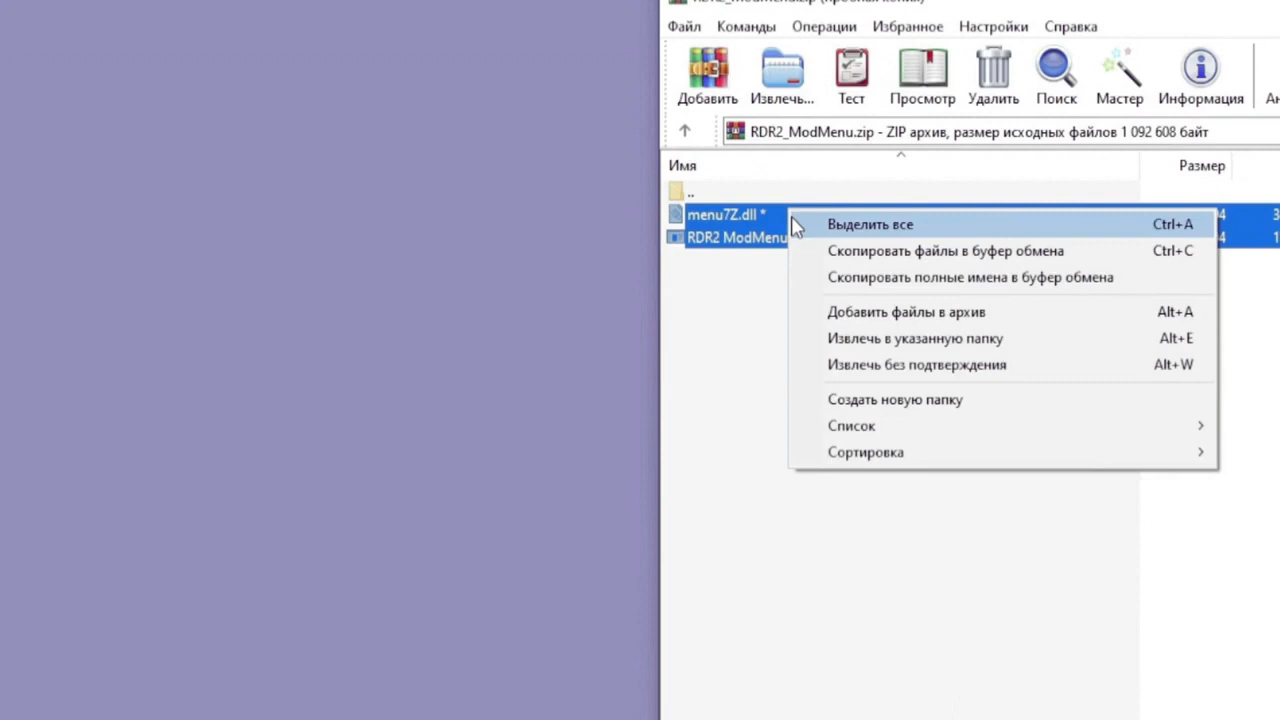 Файл Команды Операции Избранное Настройки Справка
Добавить Извлечь... Тест Просмотр Удалить Поиск Мастер Информация
RDR2_ModMenu.zip - ZIP архив, размер исходных файлов 1 092 608 байт
Имя Размер
..
menu7Z.dll *
RDR2 ModMenu
Выделить все Ctrl+A
Скопировать файлы в буфер обмена Ctrl+C
Скопировать полные имена в буфер обмена
Добавить файлы в архив Alt+A
Извлечь в указанную папку Alt+E
Извлечь без подтверждения Alt+W
Создать новую папку
Список
Сортировка